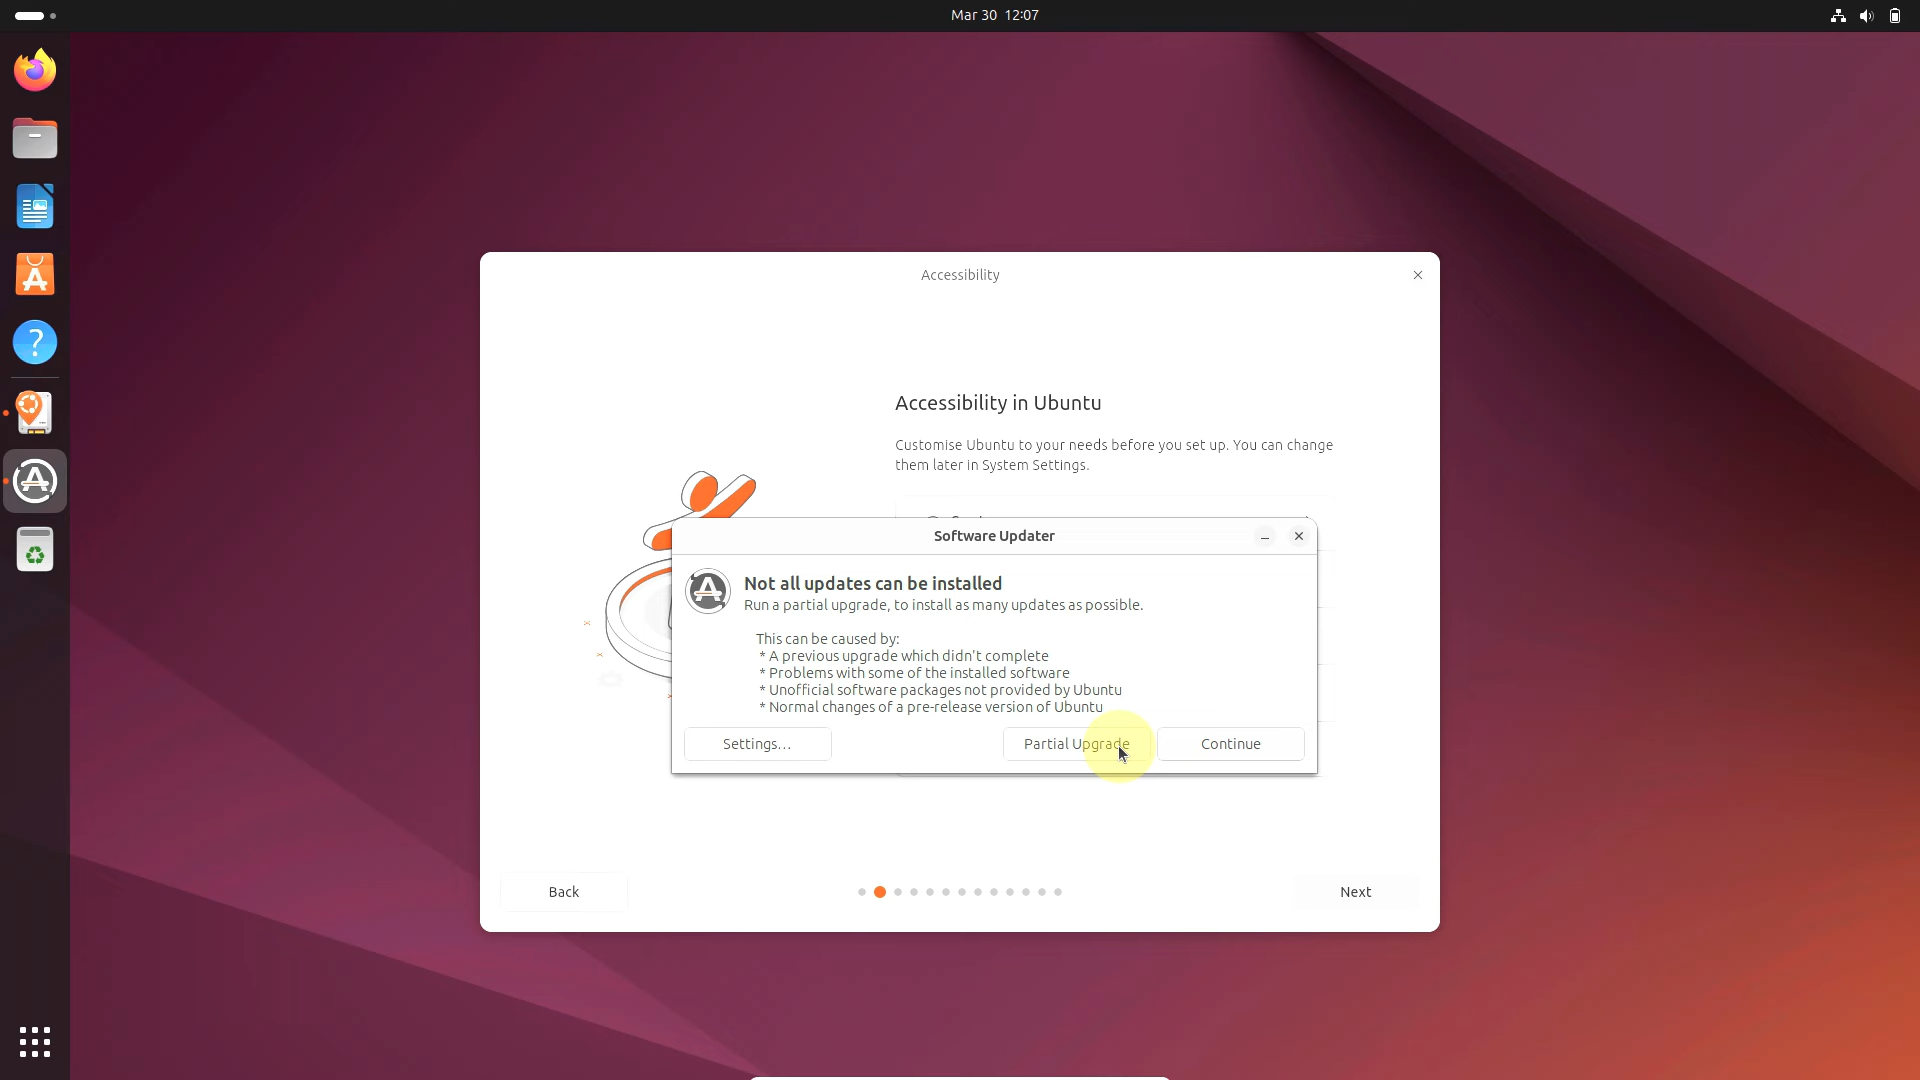 Mar 30 12:07
Accessibility
Accessibility in Ubuntu
Customise Ubuntu to your needs before you set up. You can change
them later in System Settings.
Software Updater
Not all updates can be installed
Run a partial upgrade, to install as many updates as possible.
This can be caused by:
* A previous upgrade which didn't complete
* Problems with some of the installed software
* Unofficial software packages not provided by Ubuntu
* Normal changes of a pre-release version of Ubuntu
Settings...
Partial Upgrade
Continue
Back
Next